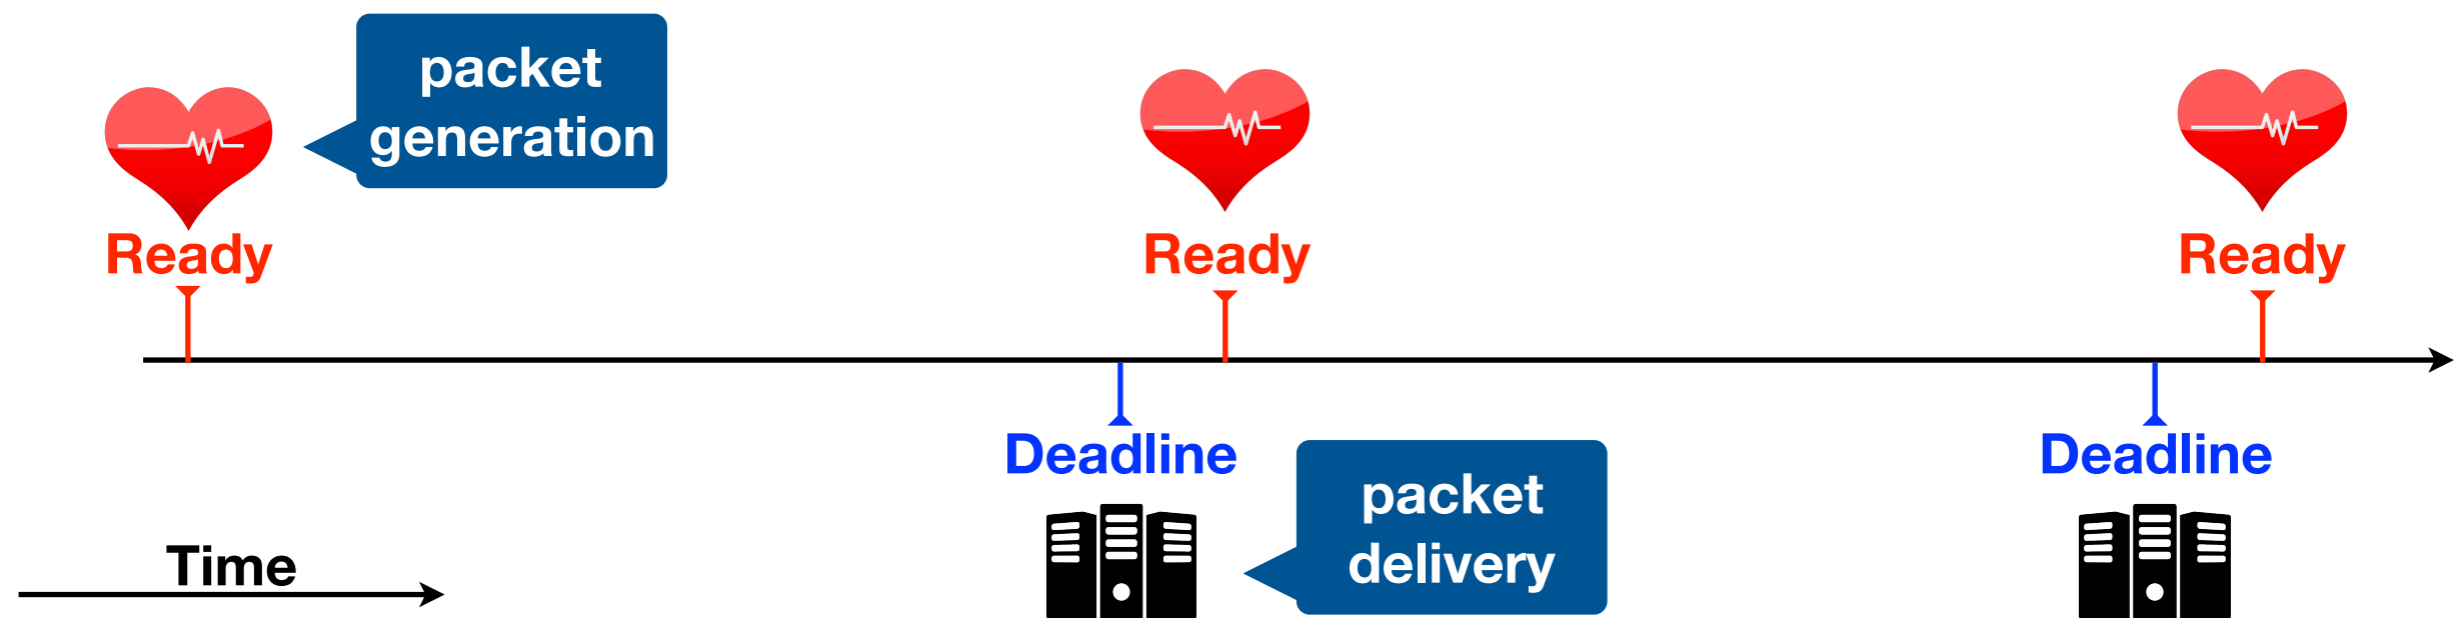 packet
generation
Ready
Ready
Ready
Deadline
Deadline
packet
delivery
Time